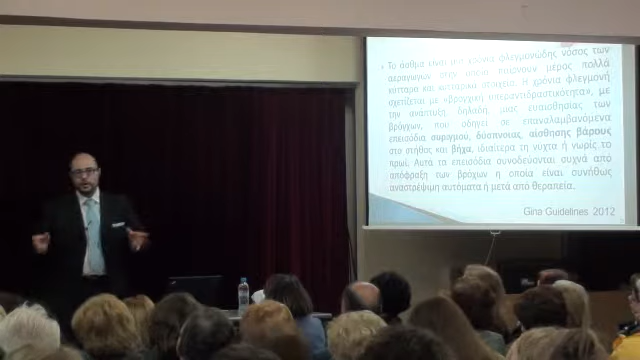 Το άσθμα είναι μια χρόνια φλεγμονώδης νόσος των
αεραγωγών στην οποία παίρνουν μέρος πολλά
κύτταρα και κυτταρικά στοιχεία. Η χρόνια φλεγμονή
σχετίζεται με «βρογχική υπεραντιδραστικότητα», με
την ανάπτυξη δηλαδή, μιας ευαισθησίας των
βρόγχων, που οδηγεί σε επαναλαμβανόμενα
επεισόδια συριγμου, δύσπνοιας, αίσθησης βάρους
στο στήθος και βήχα, ιδιαίτερα τη νύχτα ή νωρίς το
πρωί. Αυτά τα επεισόδια συνοδεύονται συχνά από
απόφραξη των βρόχων η οποία είναι συνήθως
αναστρέψιμη αυτόματα ή μετά από θεραπεία.
Gina Guidelines 2012